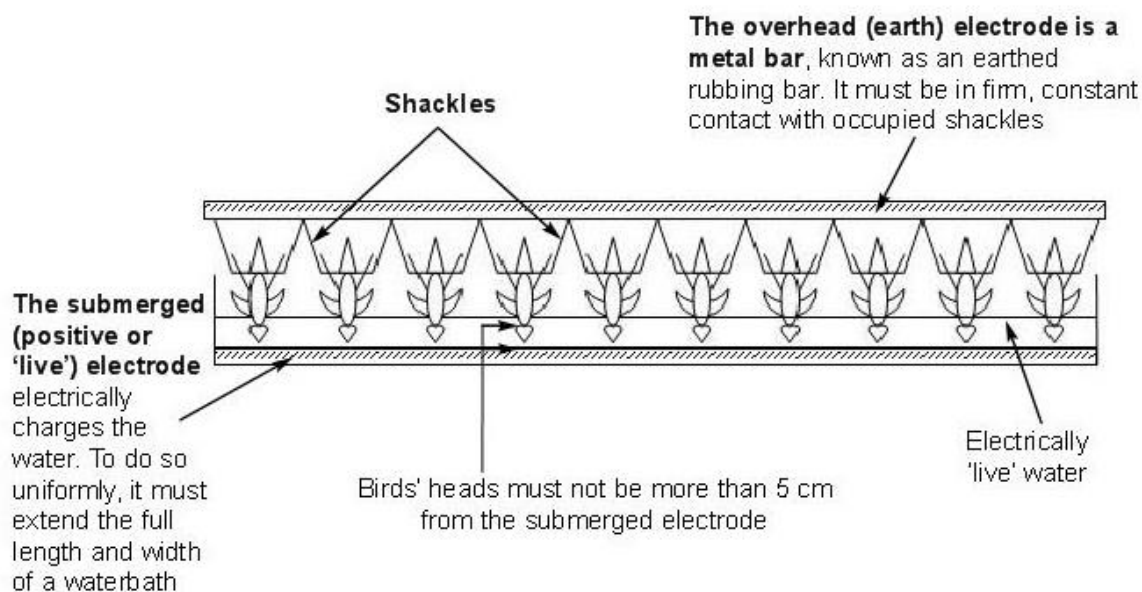 The overhead (earth) electrode is a
metal bar, known as an earthed
rubbing bar. It must be in firm, constant
contact with occupied shackles
Shackles
The submerged
(positive or
‘live’) electrode
electrically
charges the
water. To do so
uniformly, it must
extend the full
length and width
of a waterbath
Birds’ heads must not be more than 5 cm
from the submerged electrode
Electrically
‘live’ water